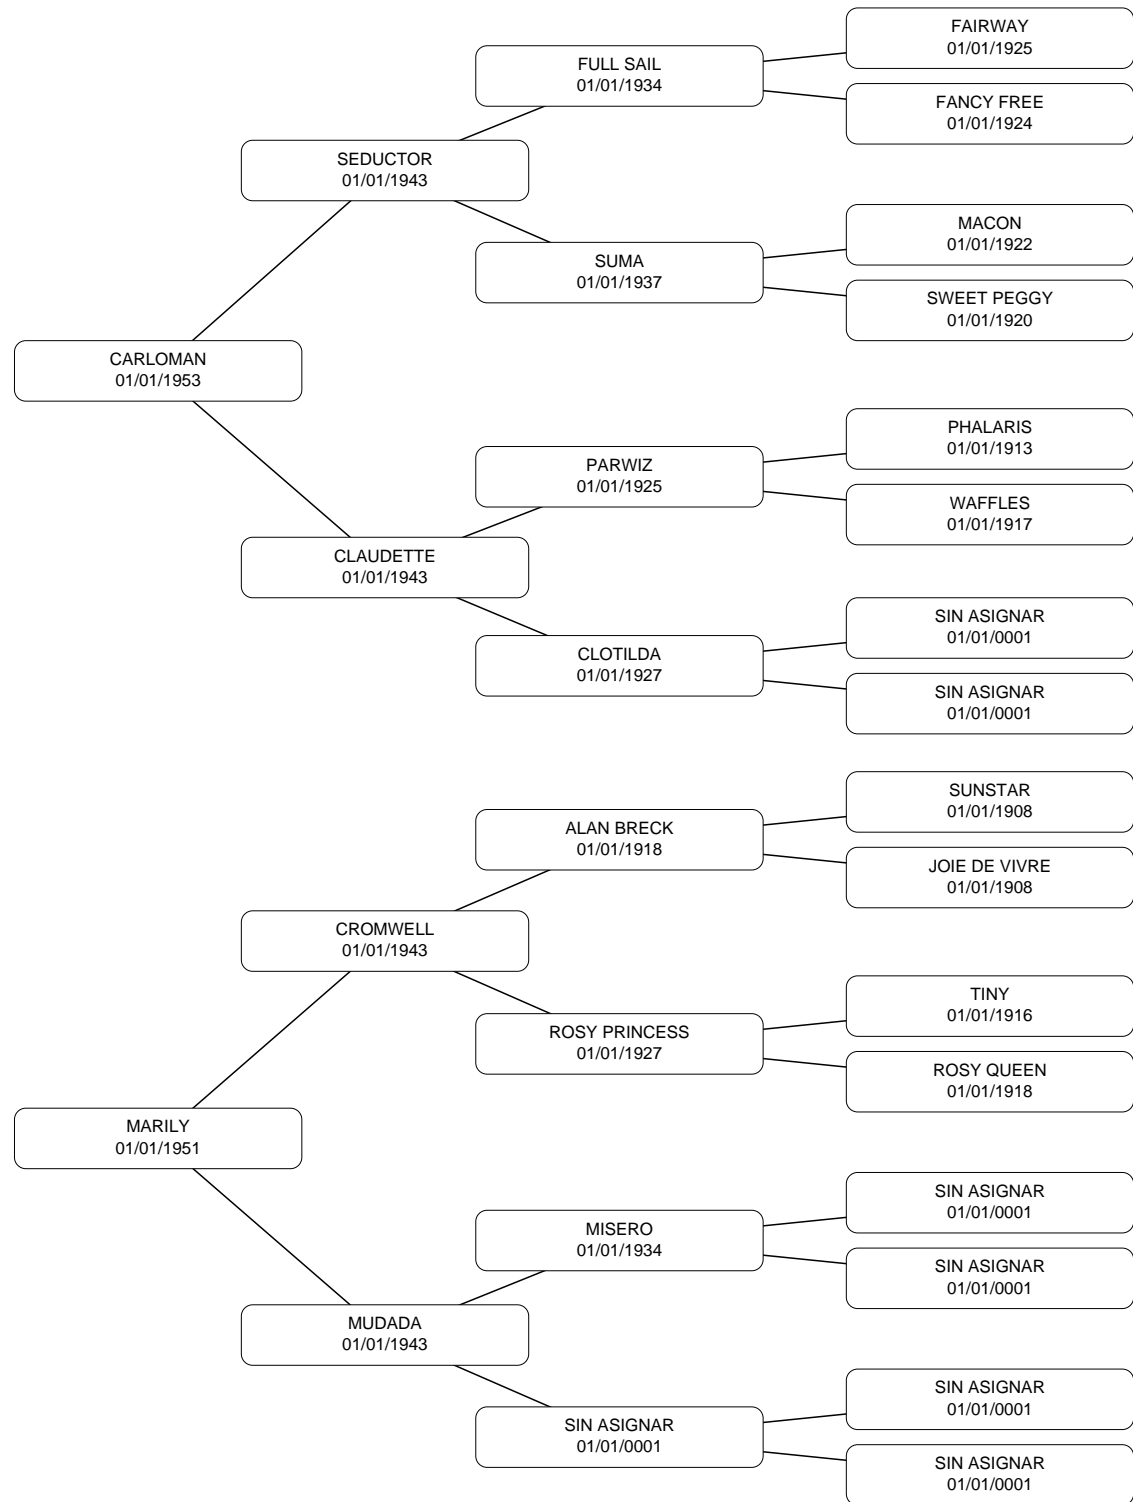 FAIRWAY
01/01/1925
FULL SAIL
01/01/1934
FANCY FREE
01/01/1924
SEDUCTOR
01/01/1943
MACON
01/01/1922
SUMA
01/01/1937
SWEET PEGGY
01/01/1920
CARLOMAN
01/01/1953
PHALARIS
01/01/1913
PARWIZ
01/01/1925
WAFFLES
01/01/1917
CLAUDETTE
01/01/1943
SIN ASIGNAR
01/01/0001
CLOTILDA
01/01/1927
SIN ASIGNAR
01/01/0001
SUNSTAR
01/01/1908
ALAN BRECK
01/01/1918
JOIE DE VIVRE
01/01/1908
CROMWELL
01/01/1943
TINY
01/01/1916
ROSY PRINCESS
01/01/1927
ROSY QUEEN
01/01/1918
MARILY
01/01/1951
SIN ASIGNAR
01/01/0001
MISERO
01/01/1934
SIN ASIGNAR
01/01/0001
MUDADA
01/01/1943
SIN ASIGNAR
01/01/0001
SIN ASIGNAR
01/01/0001
SIN ASIGNAR
01/01/0001